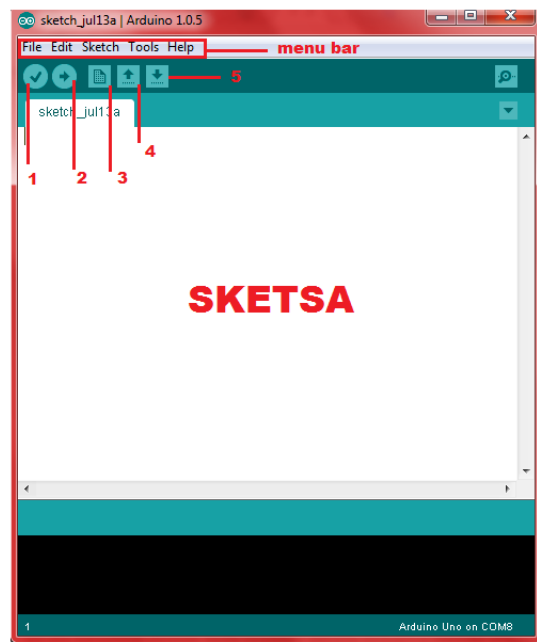 sketch_jul13a | Arduino 1.0.5
File Edit Sketch Tools Help menu bar
5
sketch_jul13a
4
1 2 3
SKETSA
1 Arduino Uno on COM8